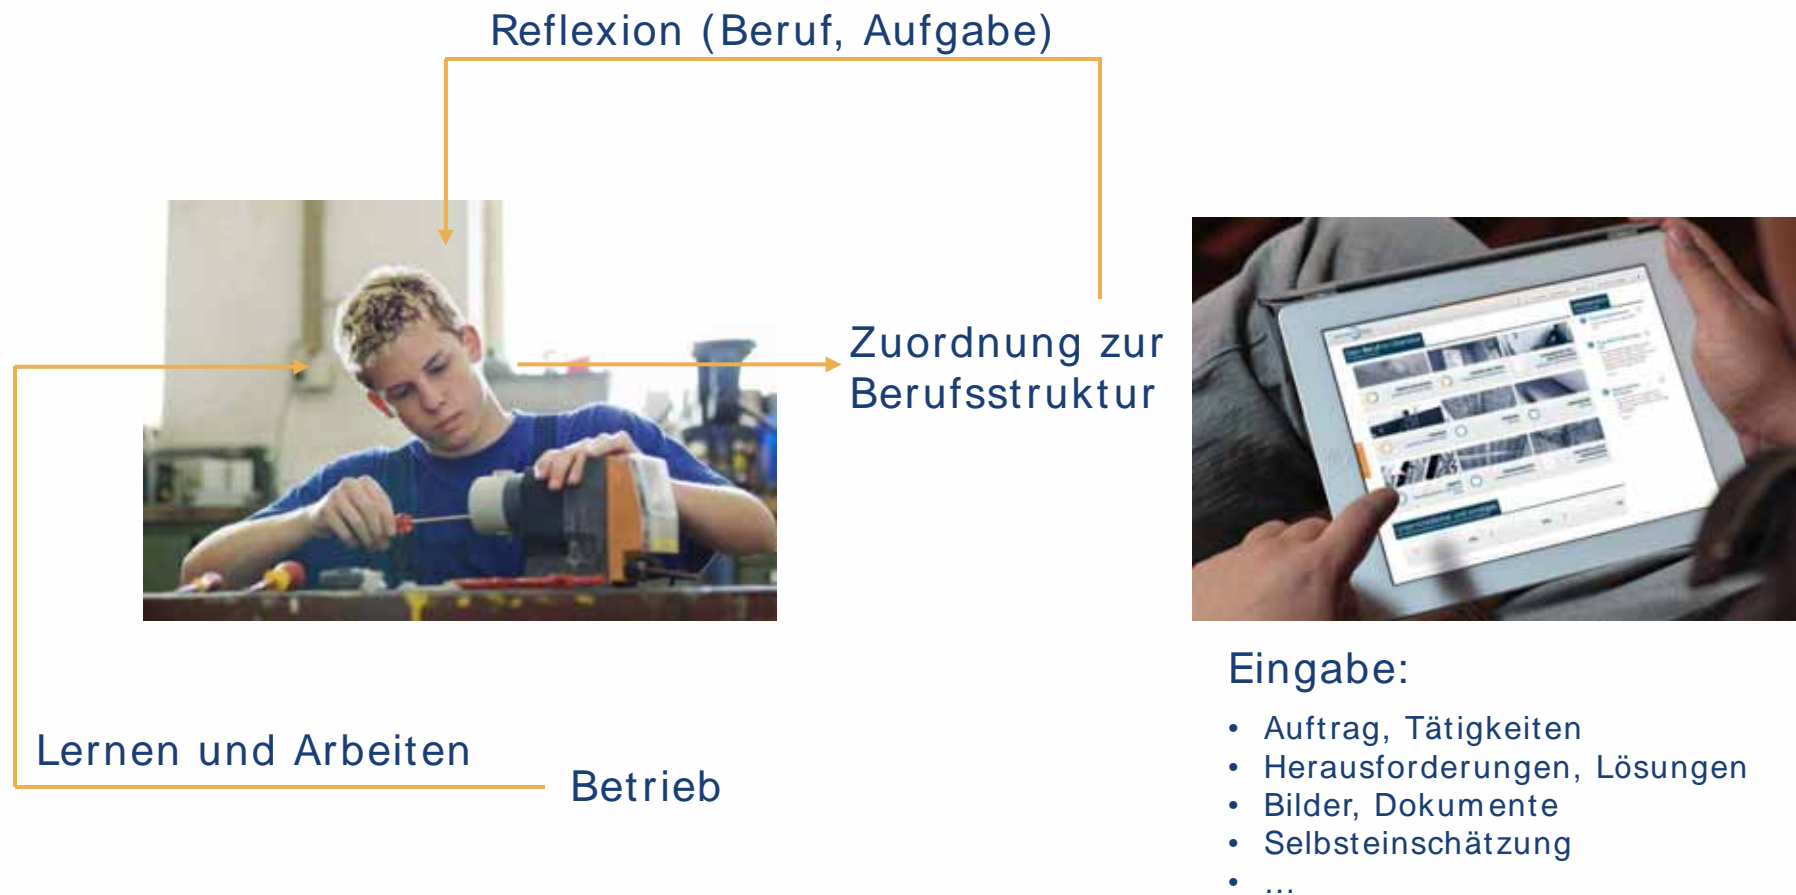 Reflexion (Beruf, Aufgabe)
Zuordnung zur
Berufsstruktur
Lernen und Arbeiten
Betrieb
Eingabe:
• Auftrag, Tätigkeiten
• Herausforderungen, Lösungen
• Bilder, Dokumente
• Selbsteinschätzung
• ...